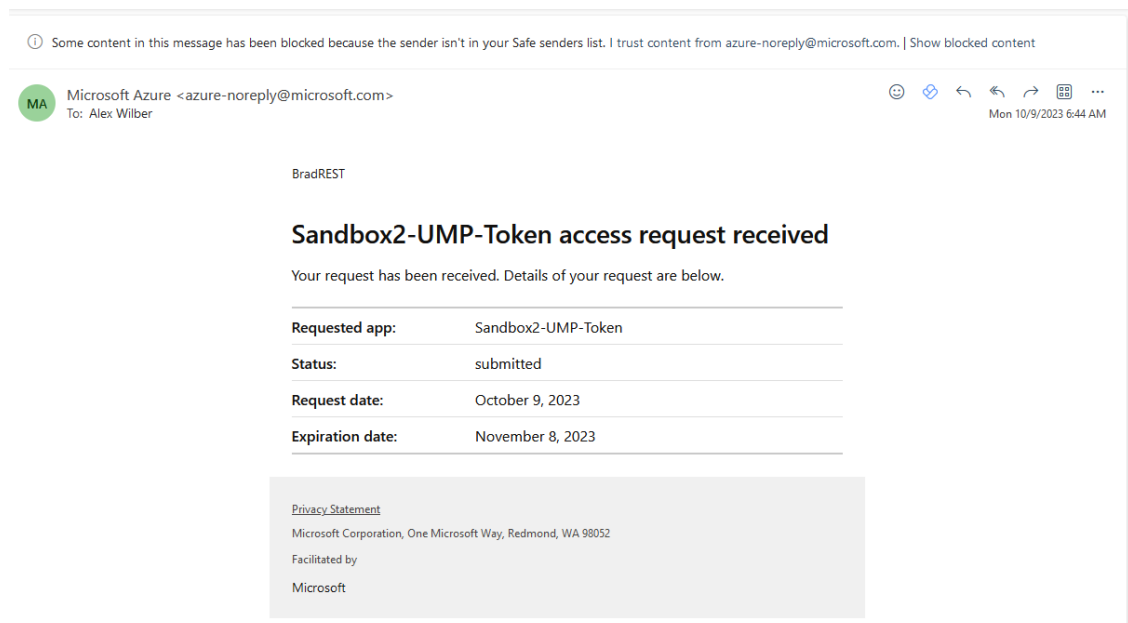 Some content in this message has been blocked because the sender isn't in your Safe senders list. I trust content from azure-noreply@microsoft.com. | Show blocked content
MA
Microsoft Azure <azure-noreply@microsoft.com>
To: Alex Wilber
Mon 10/9/2023 6:44 AM
BradREST
Sandbox2-UMP-Token access request received
Your request has been received. Details of your request are below.
Requested app: Sandbox2-UMP-Token
Status: submitted
Request date: October 9, 2023
Expiration date: November 8, 2023
Privacy Statement
Microsoft Corporation, One Microsoft Way, Redmond, WA 98052
Facilitated by
Microsoft